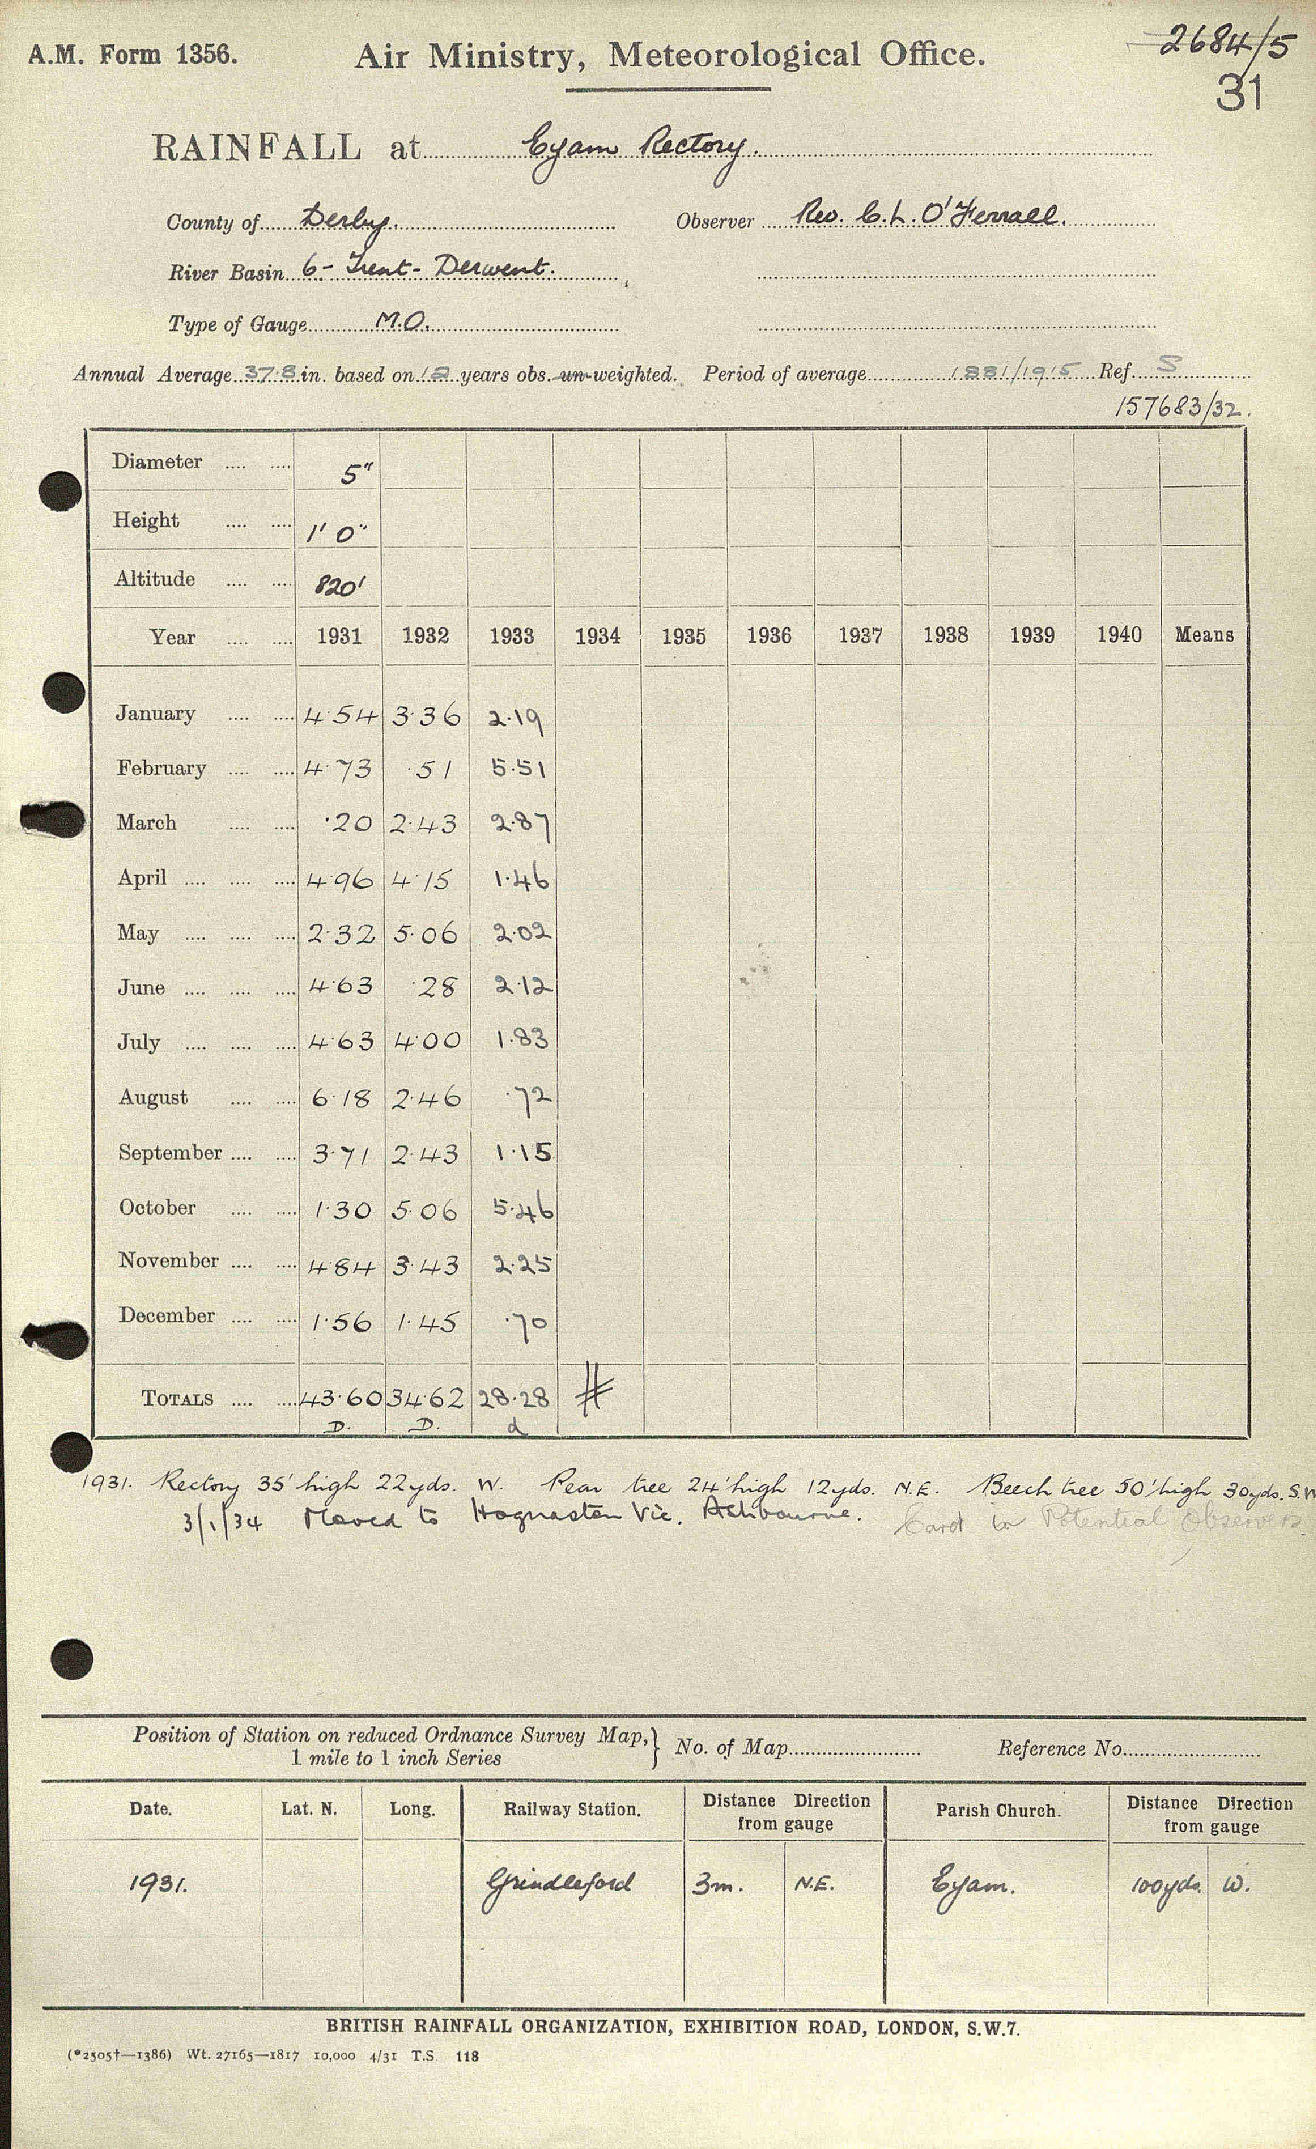 A.M. Form 1356. Air Ministry, Meteorological Office. 2684/5
31
RAINFALL at Eyam Rectory.
County of Derby. Observer Rev. C. L. O'Ferrall.
River Basin 6 - Trent - Derwent.
Type of Gauge M.O.
Annual Average 37.8 in. based on 12 years obs. un-weighted. Period of average 1881/1915 Ref. S
157683/32.
Diameter .... .... 5"
Height .... .... 1' 0"
Altitude .... .... 820'
Year .... .... 1931 1932 1933 1934 1935 1936 1937 1938 1939 1940 Means
January .... .... 4.54 3.36 2.19
February .... .... 4.73 .51 5.51
March .... .... .20 2.43 2.87
April .... .... .... 4.96 4.15 1.46
May .... .... .... 2.32 5.06 2.02
June .... .... .... 4.63 .28 2.12
July .... .... .... 4.63 4.00 1.83
August .... .... 6.18 2.46 .72
September .... .... 3.71 2.43 1.15
October .... .... 1.30 5.06 5.46
November .... .... 4.84 3.43 2.25
December .... .... 1.56 1.45 .70
TOTALS .... .... 43.60 34.62 28.28 #
D. D. d
1931. Rectory 35' high 22yds. W. Pear tree 24' high 12yds. N.E. Beech tree 50' high 30yds. S.W
3/1/34 Moved to Hognaston Vic. Ashbourne. Card in Potential Observers
Position of Station on reduced Ordnance Survey Map, } No. of Map Reference No.
1 mile to 1 inch Series
Date. Lat. N. Long. Railway Station. Distance Direction from gauge Parish Church. Distance Direction from gauge
1931. Grindleford 3m. N.E. Eyam. 100yds. W.
BRITISH RAINFALL ORGANIZATION, EXHIBITION ROAD, LONDON, S.W.7.
(*2505†—1386) Wt. 27165—1817 10,000 4/31 T.S. 118